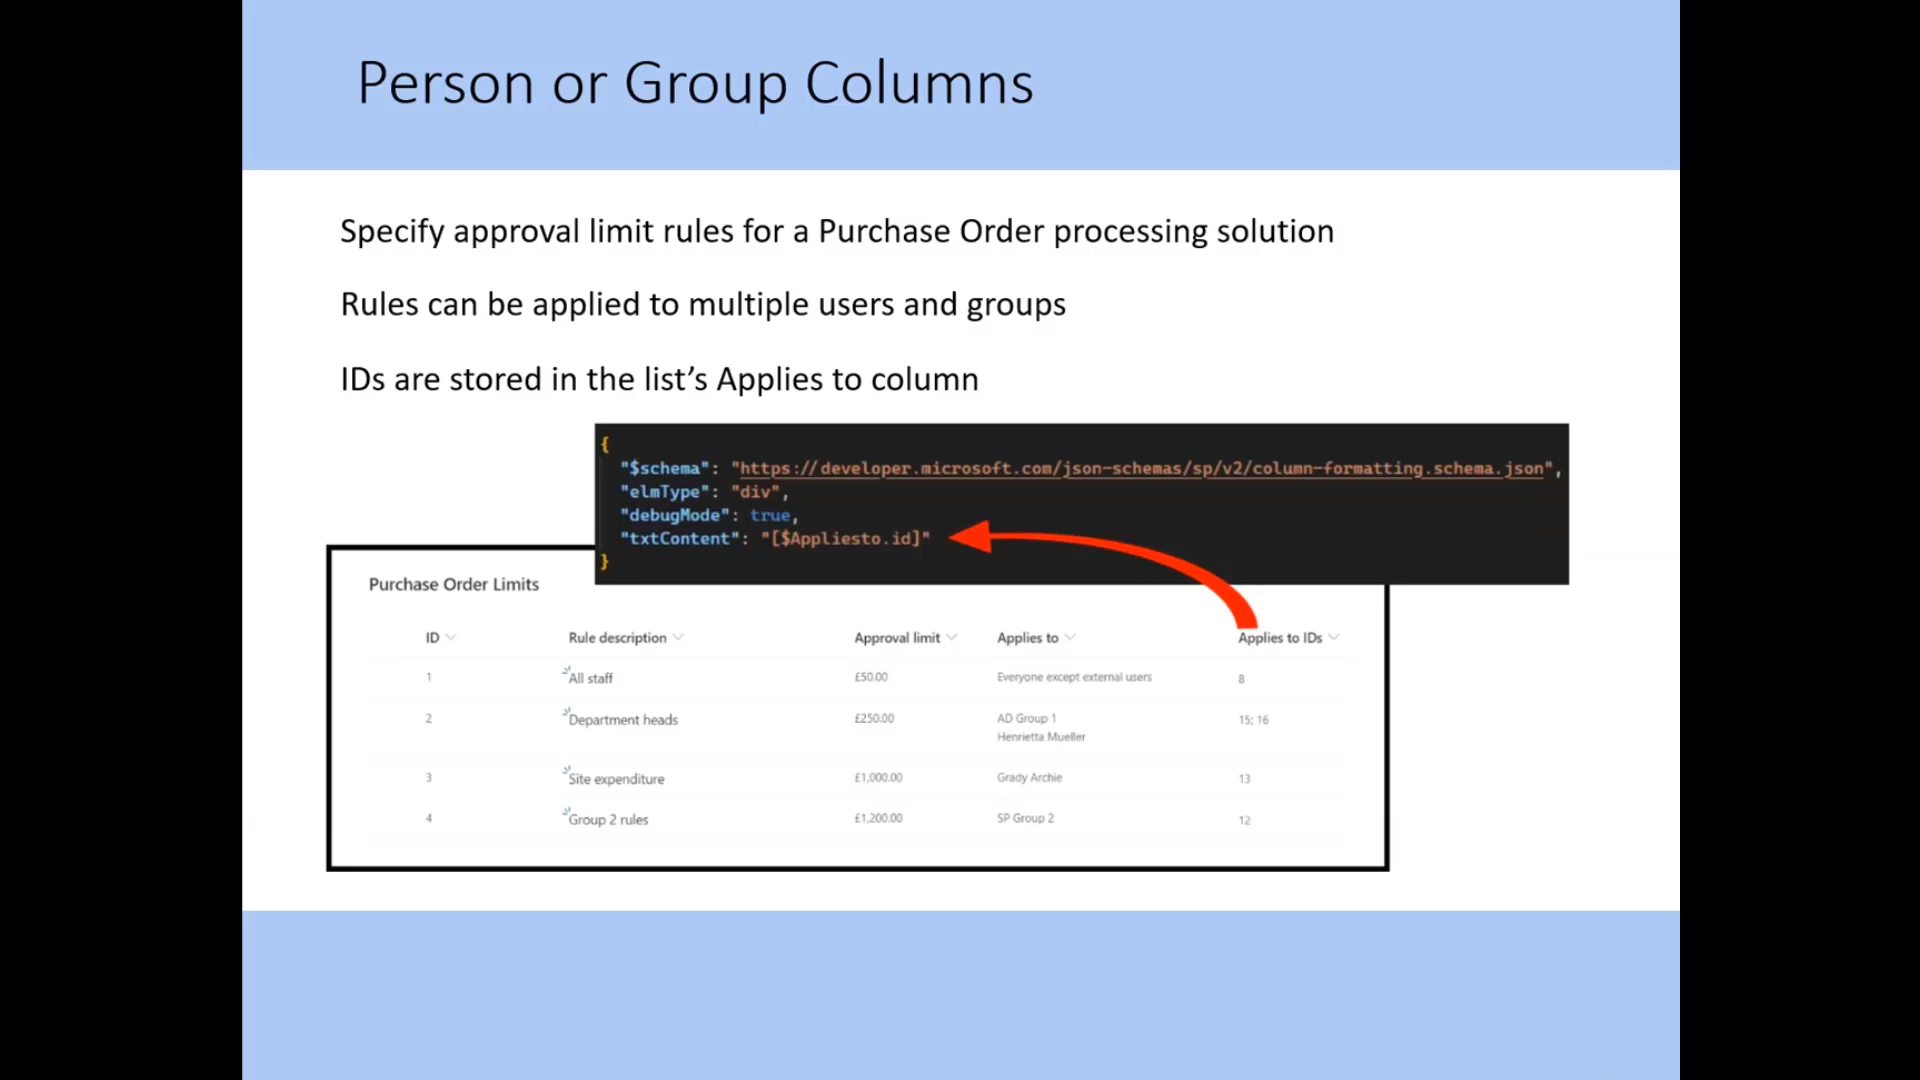 Person or Group Columns
Specify approval limit rules for a Purchase Order processing solution
Rules can be applied to multiple users and groups
IDs are stored in the list’s Applies to column
{
"$schema": "https://developer.microsoft.com/json-schemas/sp/v2/column-formatting.schema.json",
"elmType": "div",
"debugMode": true,
"txtContent": "[$Appliesto.id]"
}
Purchase Order Limits
ID Rule description Approval limit Applies to Applies to IDs
1 All staff £50.00 Everyone except external users 8
2 Department heads £250.00 AD Group 1 15; 16
Henrietta Mueller
3 Site expenditure £1,000.00 Grady Archie 13
4 Group 2 rules £1,200.00 SP Group 2 12